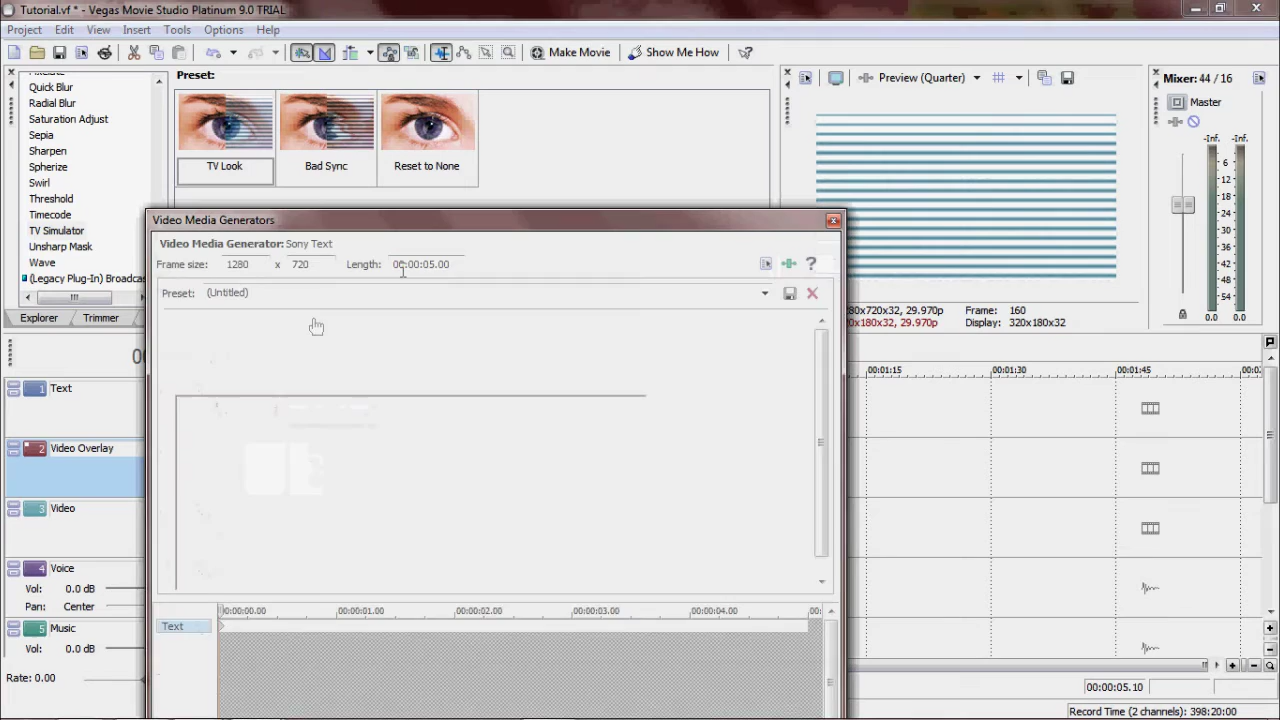 Tutorial.vf * - Vegas Movie Studio Platinum 9.0 TRIAL
Project Edit View Insert Tools Options Help
Make Movie Show Me How
Quick Blur
Radial Blur
Saturation Adjust
Sepia
Sharpen
Spherize
Swirl
Threshold
Timecode
TV Simulator
Unsharp Mask
Wave
(Legacy Plug-In) Broadcas
Explorer Trimmer
Preset:
TV Look Bad Sync Reset to None
Preview (Quarter)
80x720x32, 29.970p Frame: 160
20x180x32, 29.970p Display: 320x180x32
Mixer: 44 / 16
Master
-Inf. -Inf.
6
12
18
24
30
36
42
48
54
0.0 0.0
Video Media Generators
Video Media Generator: Sony Text
Frame size: 1280 x 720 Length: 00:00:05.00
Preset: (Untitled)
00:00:00.00 00:00:01.00 00:00:02.00 00:00:03.00 00:00:04.00 00:
Text
1 Text
2 Video Overlay
3 Video
4 Voice
Vol: 0.0 dB
Pan: Center
5 Music
Vol: 0.0 dB
Rate: 0.00
00:01:15 00:01:30 00:01:45 00:0
00:00:05.10
Record Time (2 channels): 398:20:00